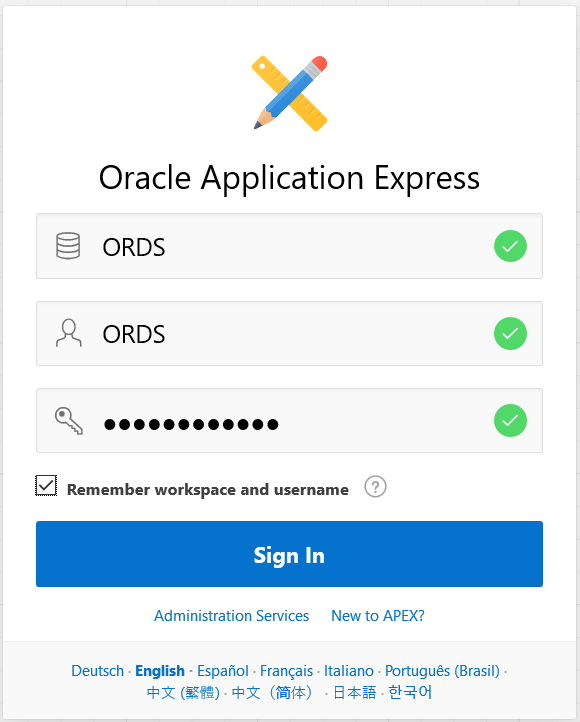 Oracle Application Express
ORDS
ORDS
●●●●●●●●●●●●
Remember workspace and username ?
Sign In
Administration Services New to APEX?
Deutsch · English · Español · Français · Italiano · Português (Brasil) ·
中文 (繁體) · 中文（简体） · 日本語 · 한국어